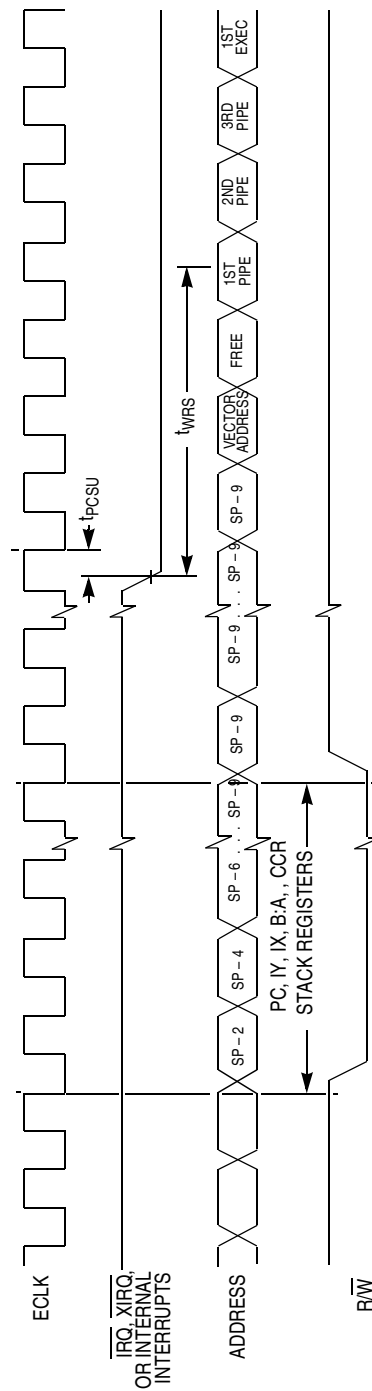 ECLK
t_PCSU
IRQ, XIRQ,
OR INTERNAL
INTERRUPTS
t_WRS
ADDRESS
SP – 2
SP – 4
SP – 6
. . .
SP – 9
SP – 9
SP – 9
. . .
SP – 9
SP – 9
VECTOR
ADDRESS
FREE
1ST
PIPE
2ND
PIPE
3RD
PIPE
1ST
EXEC
PC, IY, IX, B:A, , CCR
STACK REGISTERS
R/W